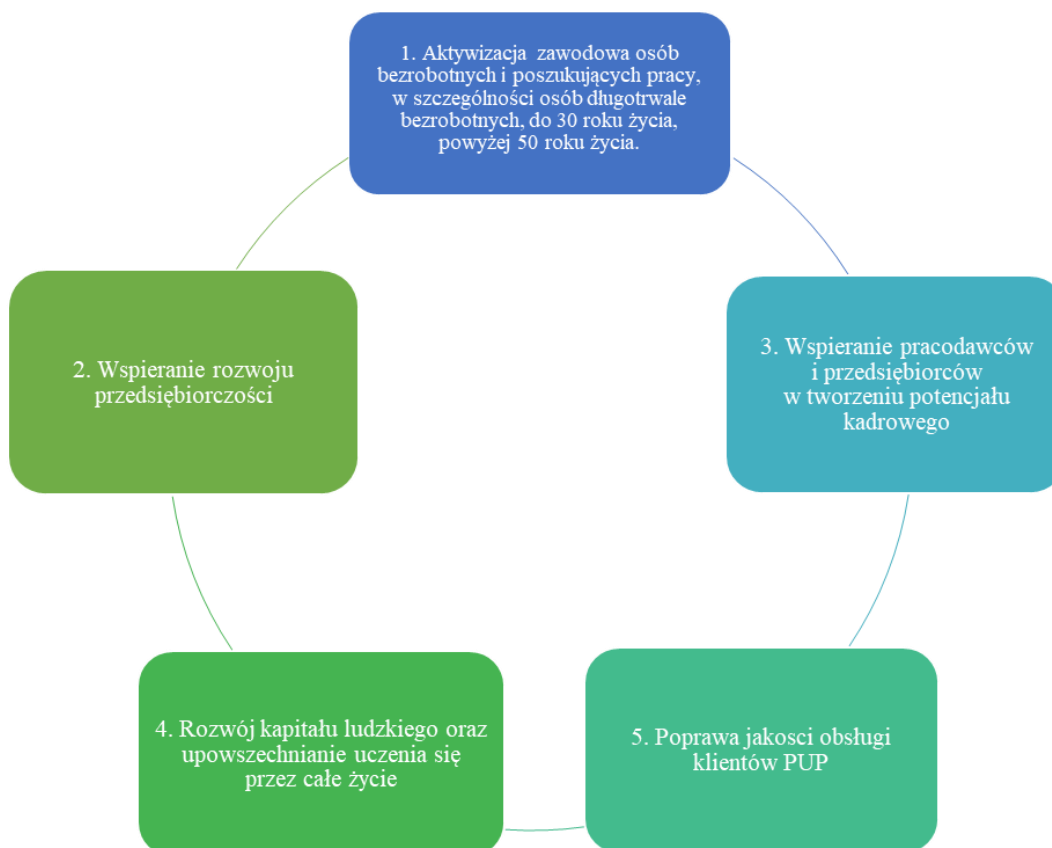 1. Aktywizacja zawodowa osób
bezrobotnych i poszukujących pracy,
w szczególności osób długotrwale
bezrobotnych, do 30 roku życia,
powyżej 50 roku życia.
2. Wspieranie rozwoju
przedsiębiorczości
3. Wspieranie pracodawców
i przedsiębiorców
w tworzeniu potencjału
kadrowego
4. Rozwój kapitału ludzkiego oraz
upowszechnianie uczenia się
przez całe życie
5. Poprawa jakosci obsługi
klientów PUP